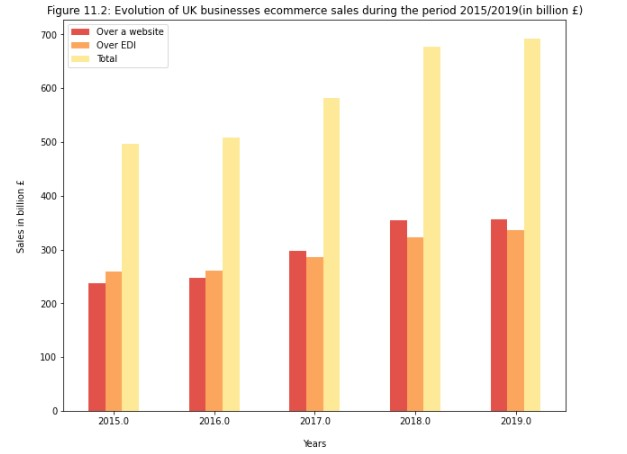 Figure 11.2: Evolution of UK businesses ecommerce sales during the period 2015/2019(in billion £)
Over a website
Over EDI
Total
700
600
500
400
300
200
100
0
Sales in billion £
2015.0 2016.0 2017.0 2018.0 2019.0
Years